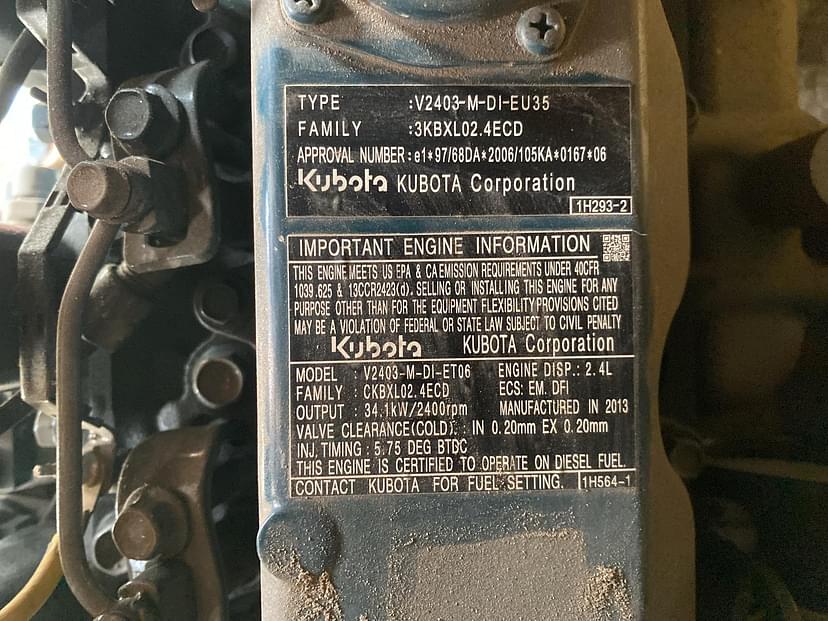 TYPE :V2403-M-DI-EU35
FAMILY :3KBXL02.4ECD
APPROVAL NUMBER:e1*97/68DA*2006/105KA*0167*06
Kubota KUBOTA Corporation
1H293-2
IMPORTANT ENGINE INFORMATION
THIS ENGINE MEETS US EPA & CA EMISSION REQUIREMENTS UNDER 40CFR
1039.625 & 13CCR2423(d). SELLING OR INSTALLING THIS ENGINE FOR ANY
PURPOSE OTHER THAN FOR THE EQUIPMENT FLEXIBILITY PROVISIONS CITED
MAY BE A VIOLATION OF FEDERAL OR STATE LAW SUBJECT TO CIVIL PENALTY
Kubota KUBOTA Corporation
MODEL : V2403-M-DI-ET06 ENGINE DISP.: 2.4L
FAMILY : CKBXL02.4ECD ECS: EM. DFI
OUTPUT : 34.1kW/2400rpm MANUFACTURED IN 2013
VALVE CLEARANCE(COLD).: IN 0.20mm EX 0.20mm
INJ. TIMING : 5.75 DEG BTDC
THIS ENGINE IS CERTIFIED TO OPERATE ON DIESEL FUEL.
CONTACT KUBOTA FOR FUEL SETTING. 1H564-1